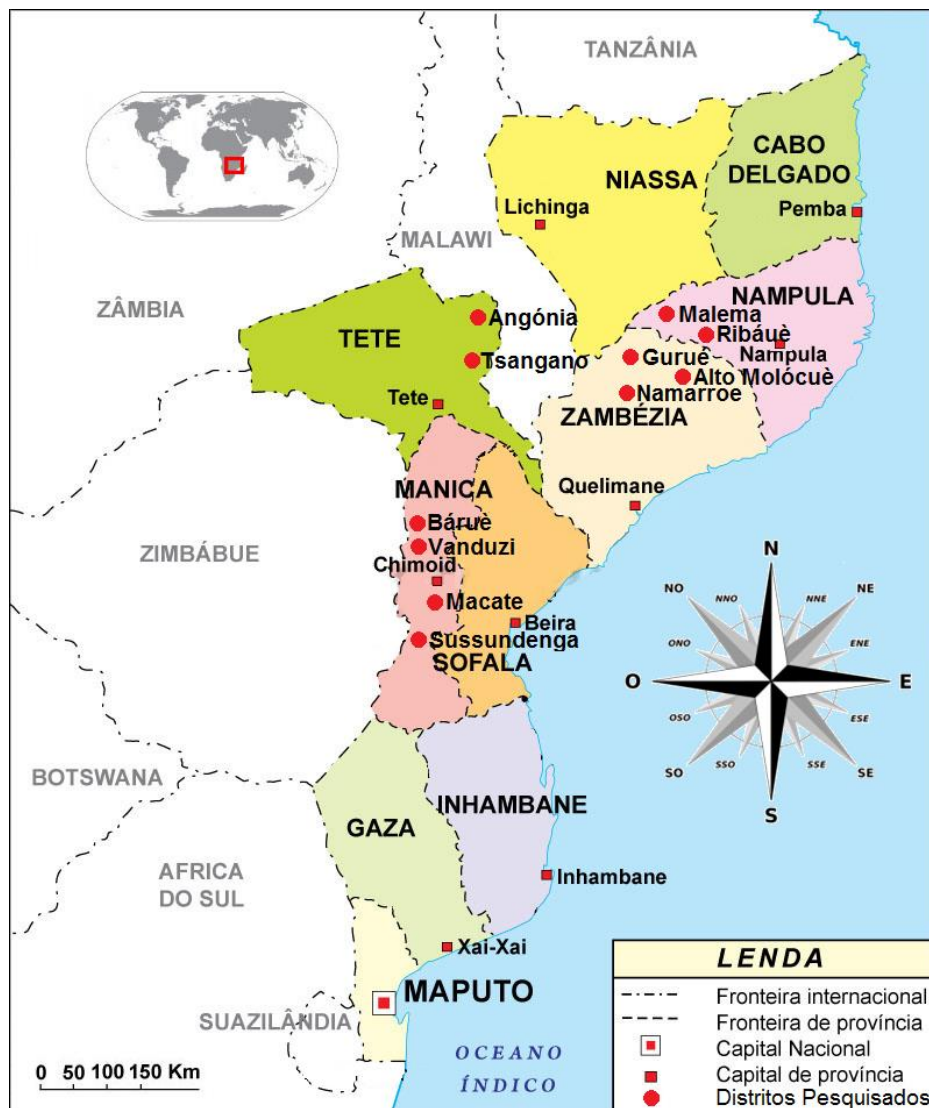 TANZÂNIA
CABO
DELGADO
NIASSA
Lichinga
Pemba
MALAWI
ZÂMBIA
NAMPULA
Angónia
Malema
TETE
Ribáuè
Nampula
Gurué
Tsangano
Alto Molócuè
Namarroe
Tete
ZAMBÉZIA
MANICA
Quelimane
Báruè
Vanduzi
ZIMBÁBUE
Chimoid
Macate
Beira
Sussundenga
SOFALA
N
NO
NNO
NNE
NE
ONO
ENE
O
E
OSO
ESE
SO
SSO
SSE
SE
S
BOTSWANA
INHAMBANE
GAZA
AFRICA
DO SUL
Inhambane
Xai-Xai
MAPUTO
SUAZILÂNDIA
OCEANO
ÍNDICO
0 50 100 150 Km
LENDA
Fronteira internacional
Fronteira de província
Capital Nacional
Capital de província
Distritos Pesquisados